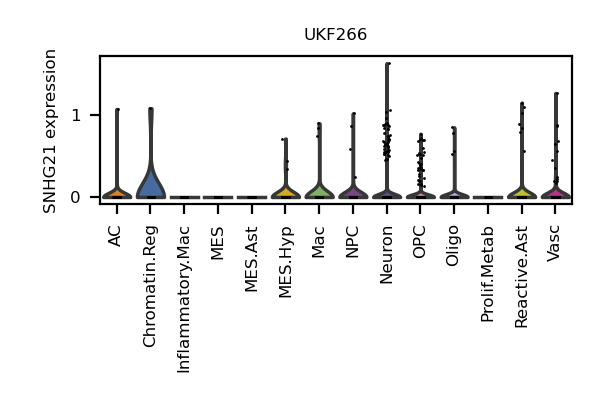 UKF266
SNHG21 expression
1
0
AC
Chromatin.Reg
Inflammatory.Mac
MES
MES.Ast
MES.Hyp
Mac
NPC
Neuron
OPC
Oligo
Prolif.Metab
Reactive.Ast
Vasc